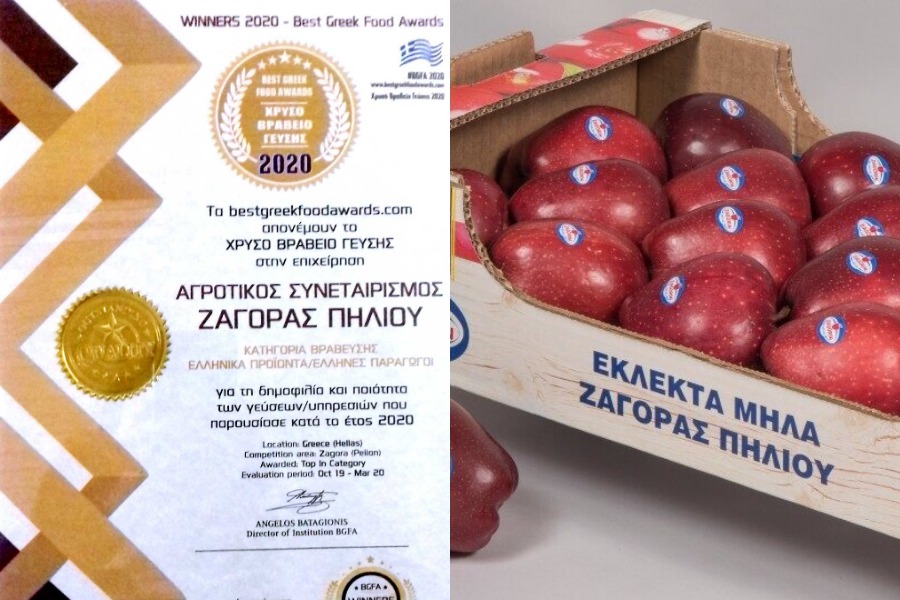 WINNERS 2020 - Best Greek Food Awards
#BGFA 2020
www.bestgreekfoodawards.com
Χρυσό Βραβείο Γεύσης 2020
BEST GREEK
FOOD AWARDS
ΧΡΥΣΟ
ΒΡΑΒΕΙΟ
ΓΕΥΣΗΣ
2020
Τα bestgreekfoodawards.com
απονέμουν το
ΧΡΥΣΟ ΒΡΑΒΕΙΟ ΓΕΥΣΗΣ
στην επιχείρηση
ΑΓΡΟΤΙΚΟΣ ΣΥΝΕΤΑΙΡΙΣΜΟΣ
ΖΑΓΟΡΑΣ ΠΗΛΙΟΥ
ΚΑΤΗΓΟΡΙΑ ΒΡΑΒΕΥΣΗΣ
ΕΛΛΗΝΙΚΑ ΠΡΟΪΟΝΤΑ/ΕΛΛΗΝΕΣ ΠΑΡΑΓΩΓΟΙ
για τη δημοφιλία και ποιότητα
των γεύσεων/υπηρεσιών που
παρουσίασε κατά το έτος 2020
Location: Greece (Hellas)
Competition area: Zagora (Pelion)
Awarded: Top in Category
Evaluation period: Oct 19 - Mar 20
ANGELOS BATAGIONIS
Director of Institution BGFA
BGFA
WINNERS
ΕΚΛΕΚΤΑ ΜΗΛΑ
ΖΑΓΟΡΑΣ ΠΗΛΙΟΥ